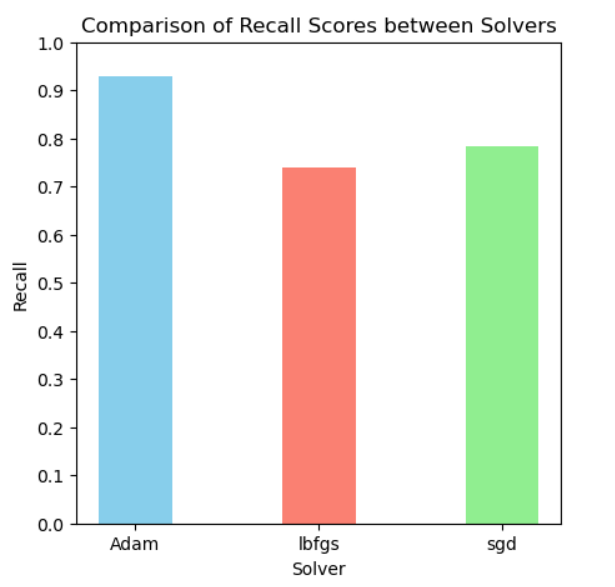 Comparison of Recall Scores between Solvers
1.0
0.9
0.8
0.7
0.6
0.5
0.4
0.3
0.2
0.1
0.0
Recall
Adam
lbfgs
sgd
Solver